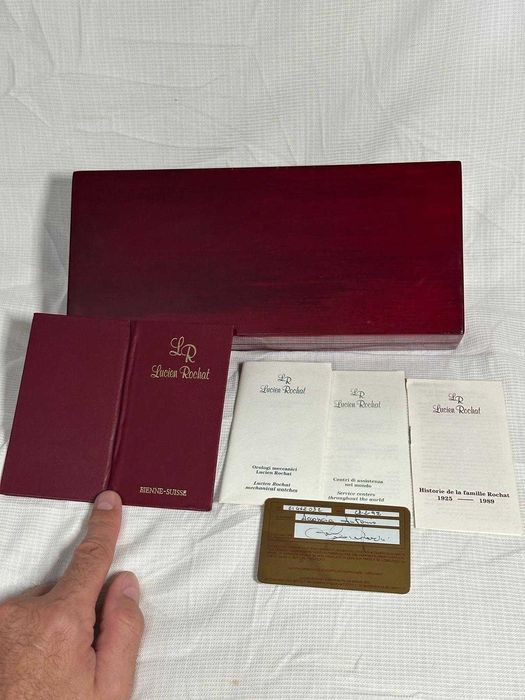 LR
Lucien Rochat
BIENNE-SUISSE
LR
Lucien Rochat
Orologi meccanici
Lucien Rochat
Lucien Rochat
mechanical watches
LR
Lucien Rochat
Centri di assistenza
nel mondo
Service centers
throughout the world
LR
Lucien Rochat
Historie de la famille Rochat
1925 — 1989